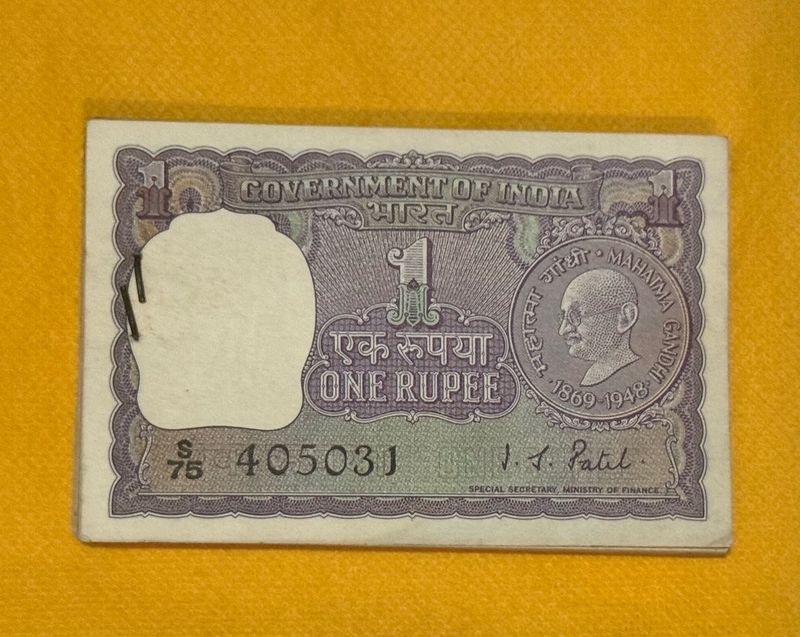 1 1
GOVERNMENT OF INDIA
भारत
1
एक रुपया
ONE RUPEE
महात्मा गांधी · MAHATMA GANDHI
·1869-1948·
S/75 405031
I. J. Patel.
SPECIAL SECRETARY, MINISTRY OF FINANCE.